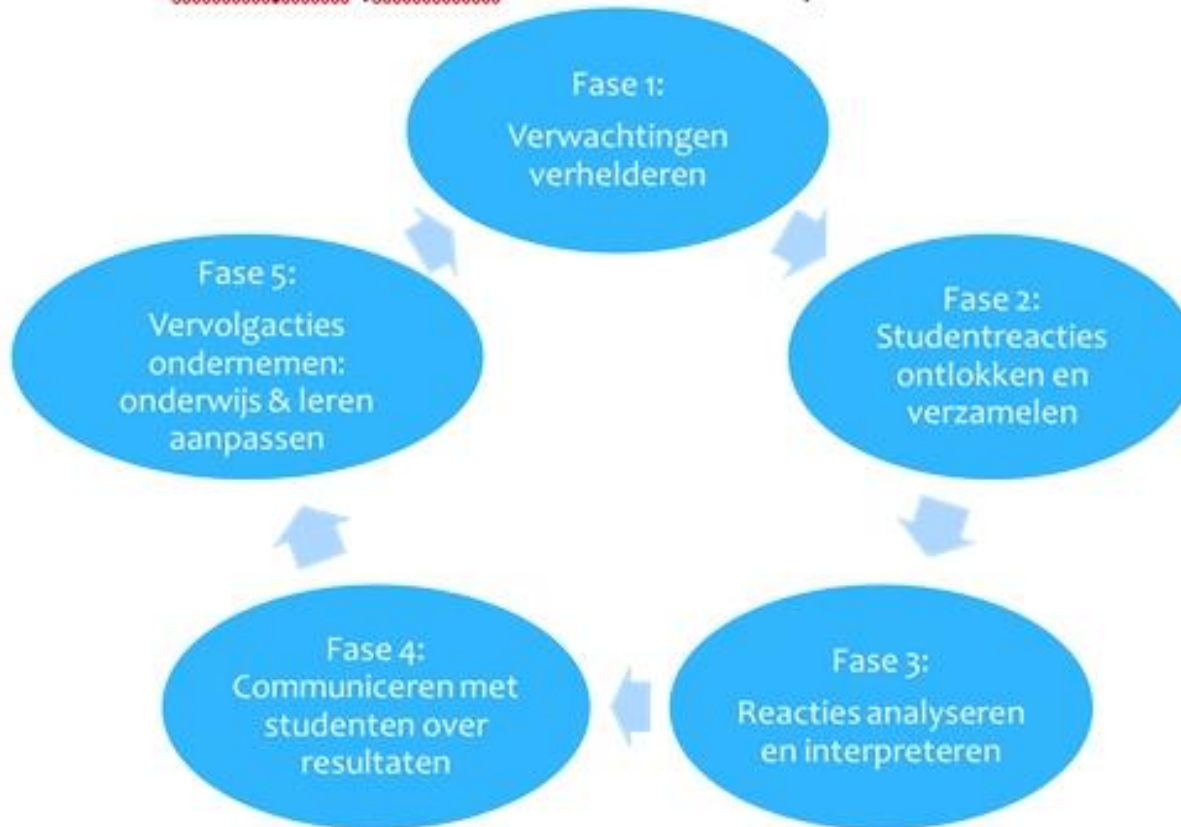 Fase 1:
Verwachtingen
verhelderen
Fase 2:
Studentreacties
ontlokken en
verzamelen
Fase 3:
Reacties analyseren
en interpreteren
Fase 4:
Communiceren met
studenten over
resultaten
Fase 5:
Vervolgacties
ondernemen:
onderwijs & leren
aanpassen